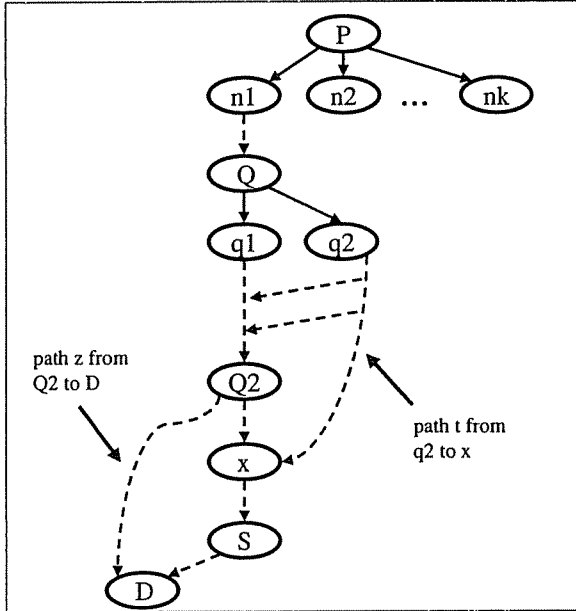 P
n1 n2 ... nk
Q
q1 q2
path z from
Q2 to D
Q2
path t from
q2 to x
x
S
D